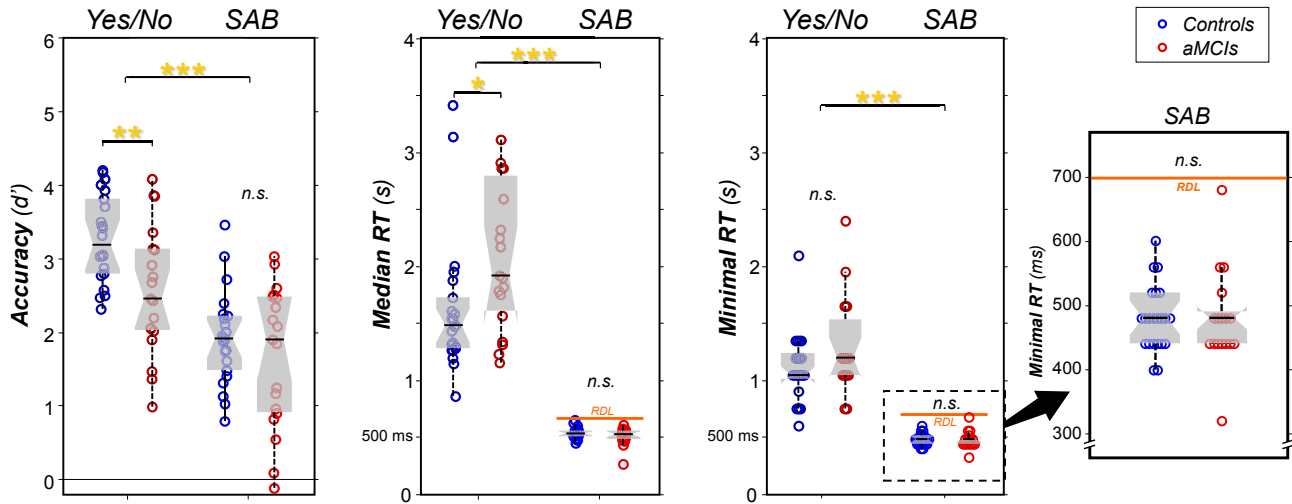 Yes/No SAB
6
5
4
3
2
1
0
Accuracy (d')
***
**
n.s.
Yes/No SAB
4
3
2
1
500 ms
0
Median RT (s)
***
*
n.s.
RDL
Yes/No SAB
4
3
2
1
500 ms
0
Minimal RT (s)
***
n.s.
n.s.
RDL
Controls
aMCIs
SAB
700
600
500
400
300
Minimal RT (ms)
n.s.
RDL